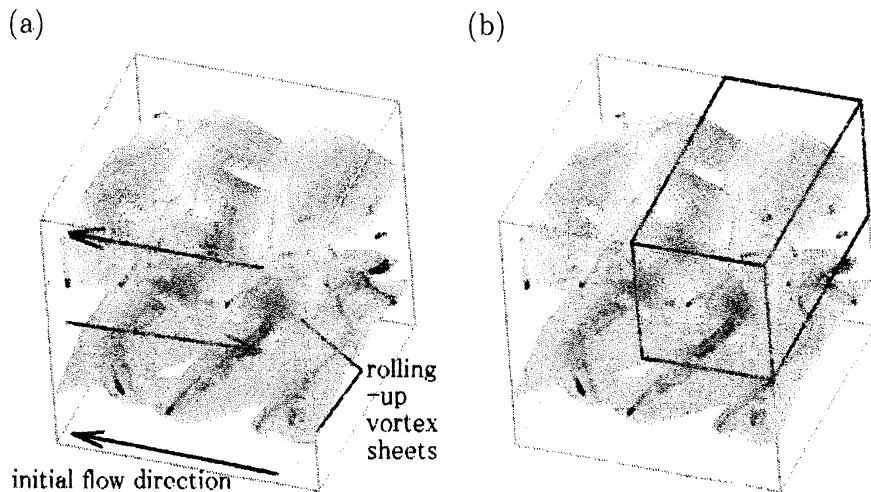 (a)
(b)
rolling
-up
vortex
sheets
initial flow direction